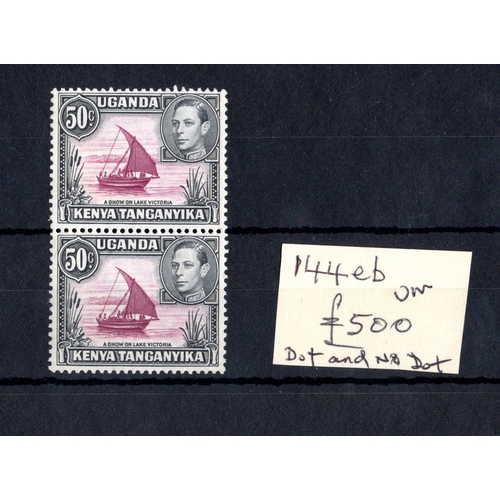 UGANDA
50C
A DHOW ON LAKE VICTORIA
KENYA TANGANYIKA
UGANDA
50C
A DHOW ON LAKE VICTORIA
KENYA TANGANYIKA
144eb
um
£500
Dot and No Dot